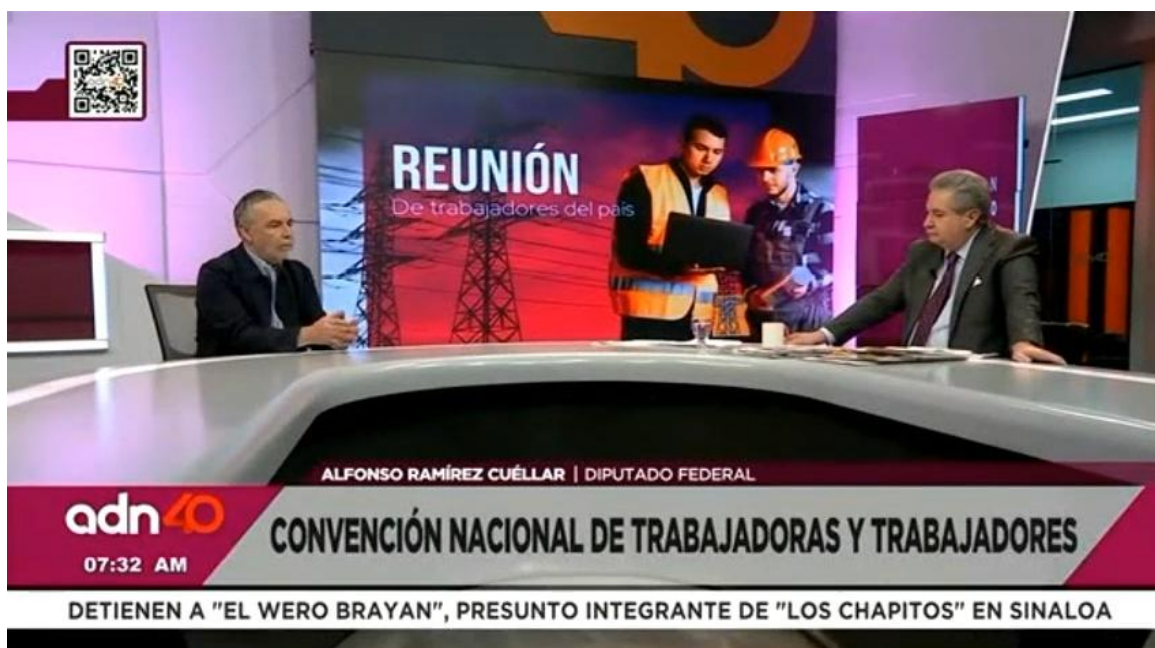 REUNIÓN
De trabajadores del país
ALFONSO RAMÍREZ CUÉLLAR | DIPUTADO FEDERAL
adn40
CONVENCIÓN NACIONAL DE TRABAJADORAS Y TRABAJADORES
07:32 AM
DETIENEN A "EL WERO BRAYAN", PRESUNTO INTEGRANTE DE "LOS CHAPITOS" EN SINALOA